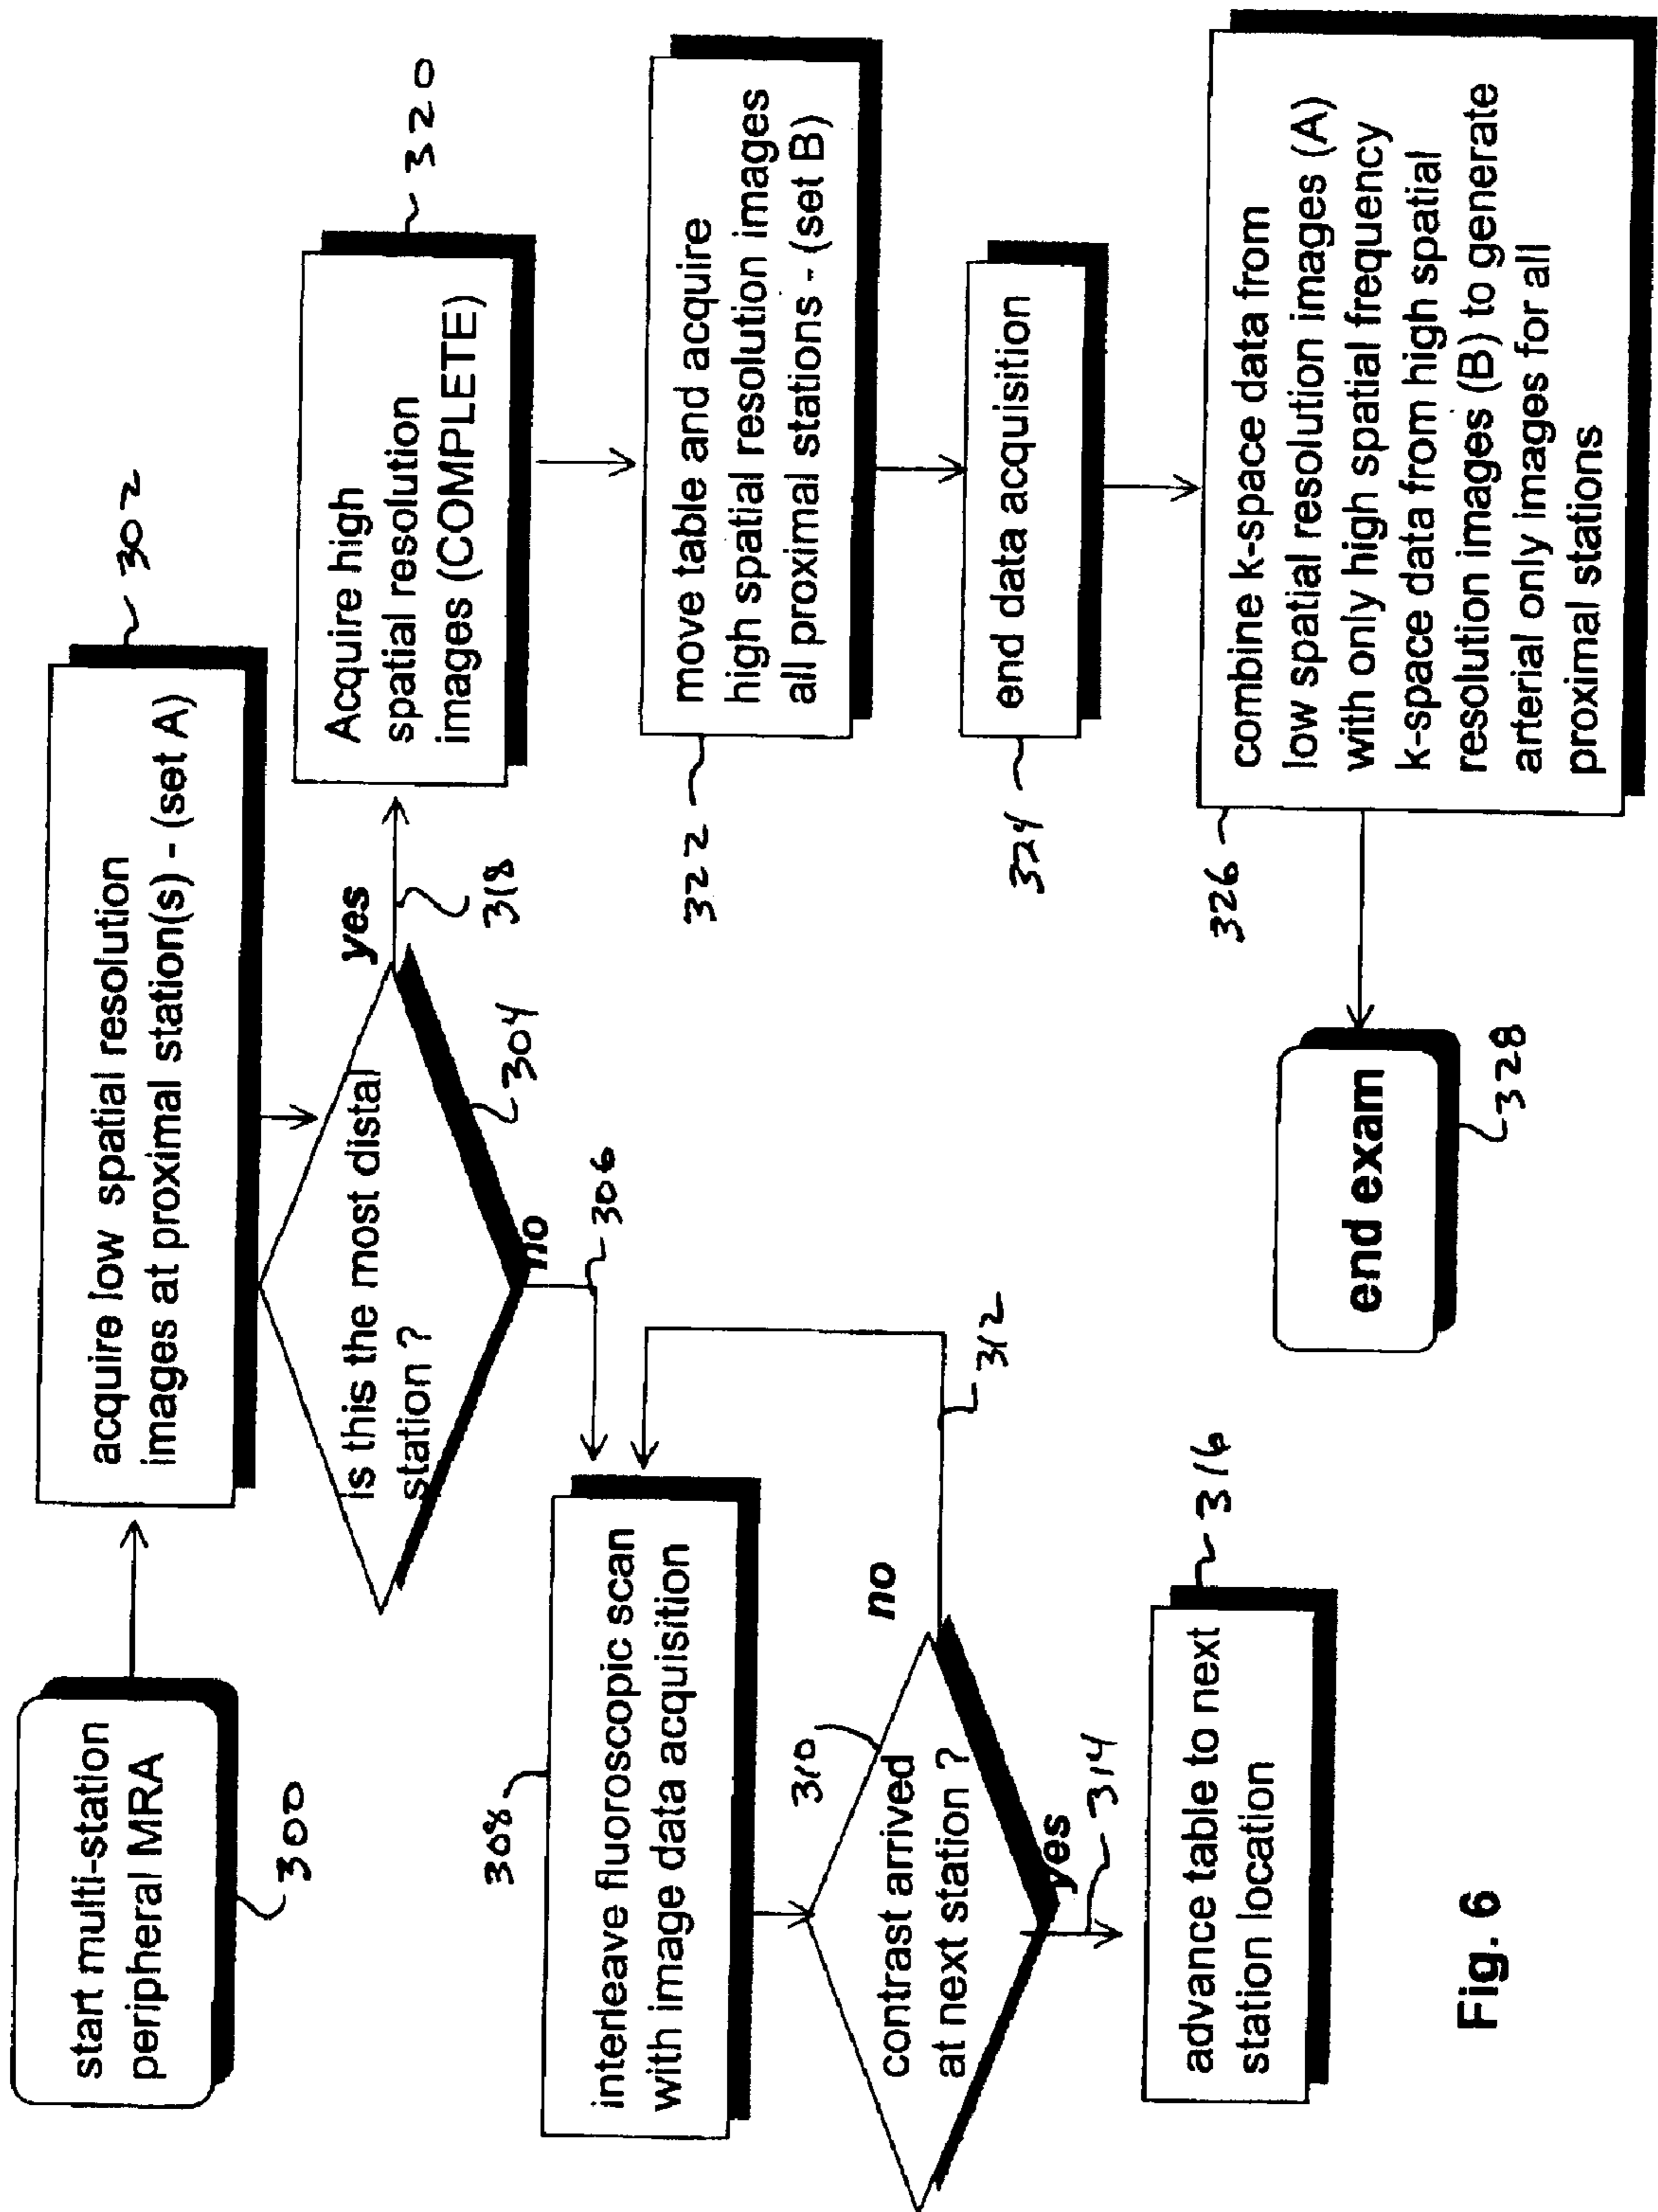 start multi-station
peripheral MRA
300
acquire low spatial resolution
images at proximal station(s) - (set A)
302
is this the most distal
station ?
304
yes
318
no
306
Acquire high
spatial resolution
images (COMPLETE)
320
interleave fluoroscopic scan
with image data acquisition
308
contrast arrived
at next station ?
310
no
312
yes
314
advance table to next
station location
316
move table and acquire
high spatial resolution images
all proximal stations - (set B)
322
end data acquisition
324
combine k-space data from
low spatial resolution images (A)
with only high spatial frequency
k-space data from high spatial
resolution images (B) to generate
arterial only images for all
proximal stations
326
end exam
328
Fig. 6